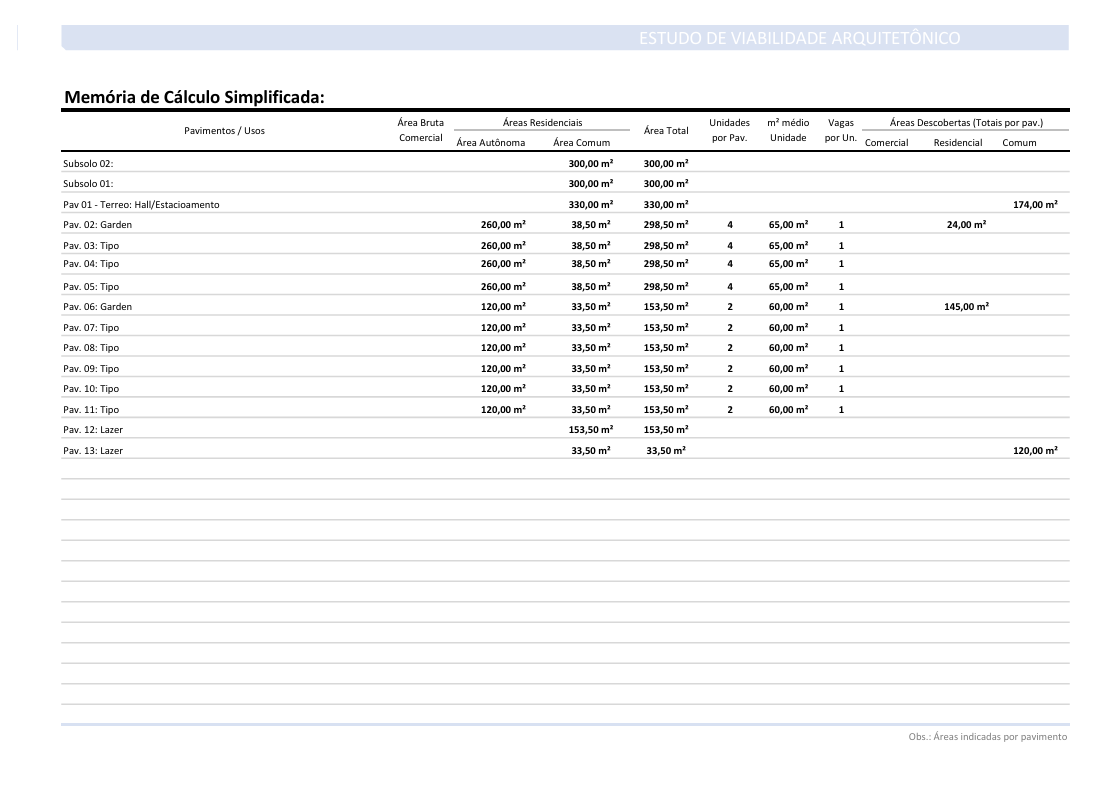 ESTUDO DE VIABILIDADE ARQUITETÔNICO
Memória de Cálculo Simplificada:
Pavimentos / Usos Área Bruta Comercial Áreas Residenciais Área Total Unidades por Pav. m² médio Unidade Vagas por Un. Áreas Descobertas (Totais por pav.)
Área Autônoma Área Comum Comercial Residencial Comum
Subsolo 02: 300,00 m² 300,00 m²
Subsolo 01: 300,00 m² 300,00 m²
Pav 01 - Terreo: Hall/Estacioamento 330,00 m² 330,00 m² 174,00 m²
Pav. 02: Garden 260,00 m² 38,50 m² 298,50 m² 4 65,00 m² 1 24,00 m²
Pav. 03: Tipo 260,00 m² 38,50 m² 298,50 m² 4 65,00 m² 1
Pav. 04: Tipo 260,00 m² 38,50 m² 298,50 m² 4 65,00 m² 1
Pav. 05: Tipo 260,00 m² 38,50 m² 298,50 m² 4 65,00 m² 1
Pav. 06: Garden 120,00 m² 33,50 m² 153,50 m² 2 60,00 m² 1 145,00 m²
Pav. 07: Tipo 120,00 m² 33,50 m² 153,50 m² 2 60,00 m² 1
Pav. 08: Tipo 120,00 m² 33,50 m² 153,50 m² 2 60,00 m² 1
Pav. 09: Tipo 120,00 m² 33,50 m² 153,50 m² 2 60,00 m² 1
Pav. 10: Tipo 120,00 m² 33,50 m² 153,50 m² 2 60,00 m² 1
Pav. 11: Tipo 120,00 m² 33,50 m² 153,50 m² 2 60,00 m² 1
Pav. 12: Lazer 153,50 m² 153,50 m²
Pav. 13: Lazer 33,50 m² 33,50 m² 120,00 m²
Obs.: Áreas indicadas por pavimento